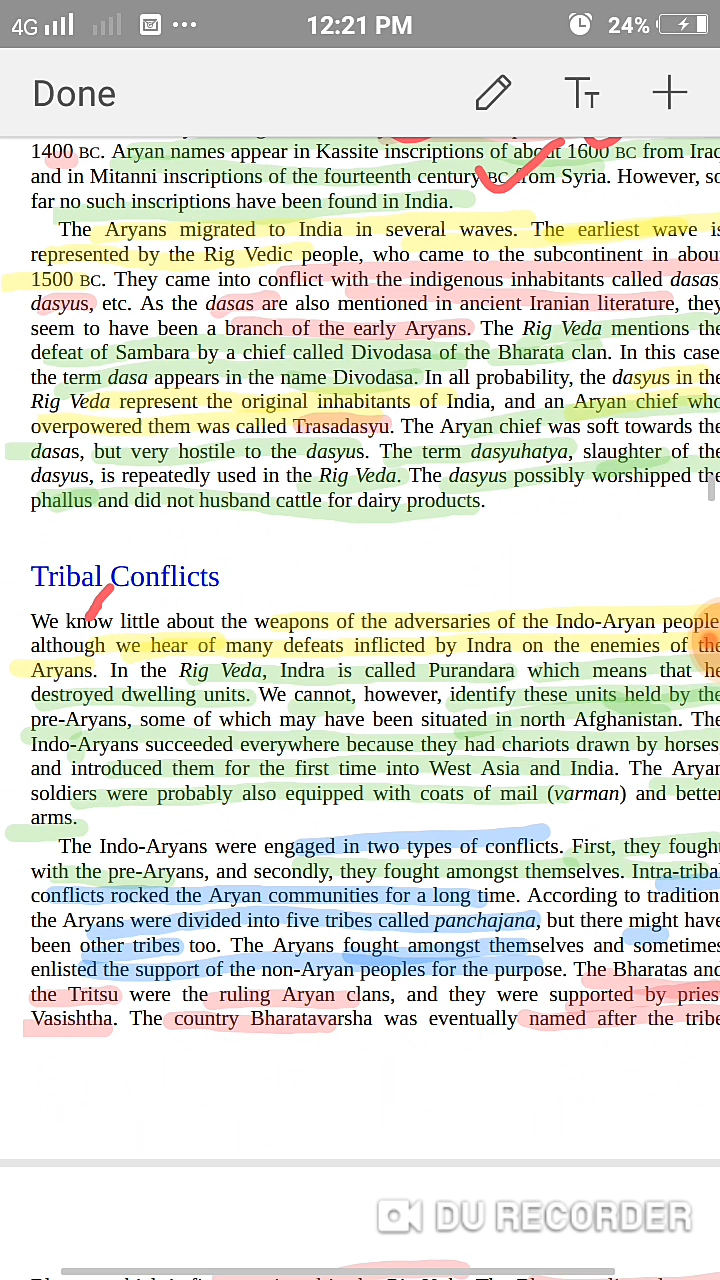 4G 12:21 PM 24%
Done
1400 BC. Aryan names appear in Kassite inscriptions of about 1600 BC from Iraq
and in Mitanni inscriptions of the fourteenth century BC from Syria. However, so
far no such inscriptions have been found in India.
The Aryans migrated to India in several waves. The earliest wave is
represented by the Rig Vedic people, who came to the subcontinent in about
1500 BC. They came into conflict with the indigenous inhabitants called dasas,
dasyus, etc. As the dasas are also mentioned in ancient Iranian literature, they
seem to have been a branch of the early Aryans. The Rig Veda mentions the
defeat of Sambara by a chief called Divodasa of the Bharata clan. In this case
the term dasa appears in the name Divodasa. In all probability, the dasyus in the
Rig Veda represent the original inhabitants of India, and an Aryan chief who
overpowered them was called Trasadasyu. The Aryan chief was soft towards the
dasas, but very hostile to the dasyus. The term dasyuhatya, slaughter of the
dasyus, is repeatedly used in the Rig Veda. The dasyus possibly worshipped the
phallus and did not husband cattle for dairy products.
Tribal Conflicts
We know little about the weapons of the adversaries of the Indo-Aryan people
although we hear of many defeats inflicted by Indra on the enemies of the
Aryans. In the Rig Veda, Indra is called Purandara which means that he
destroyed dwelling units. We cannot, however, identify these units held by the
pre-Aryans, some of which may have been situated in north Afghanistan. The
Indo-Aryans succeeded everywhere because they had chariots drawn by horses
and introduced them for the first time into West Asia and India. The Aryan
soldiers were probably also equipped with coats of mail (varman) and better
arms.
The Indo-Aryans were engaged in two types of conflicts. First, they fought
with the pre-Aryans, and secondly, they fought amongst themselves. Intra-tribal
conflicts rocked the Aryan communities for a long time. According to tradition,
the Aryans were divided into five tribes called panchajana, but there might have
been other tribes too. The Aryans fought amongst themselves and sometimes
enlisted the support of the non-Aryan peoples for the purpose. The Bharatas and
the Tritsu were the ruling Aryan clans, and they were supported by priest
Vasishtha. The country Bharatavarsha was eventually named after the tribe
DU RECORDER